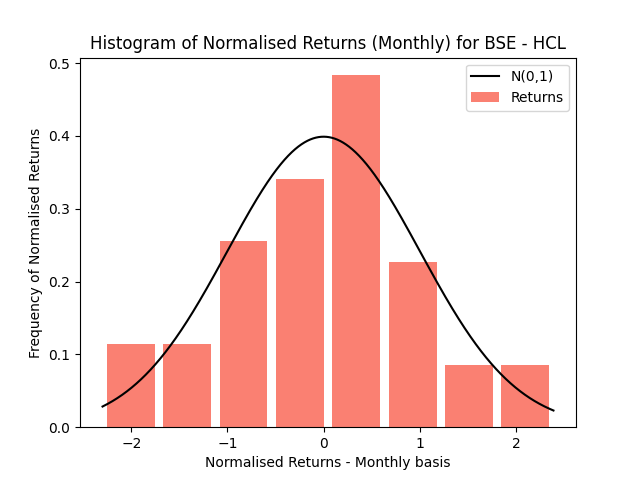 Histogram of Normalised Returns (Monthly) for BSE - HCL
N(0,1)
Returns
Frequency of Normalised Returns
0.5
0.4
0.3
0.2
0.1
0.0
−2
−1
0
1
2
Normalised Returns - Monthly basis